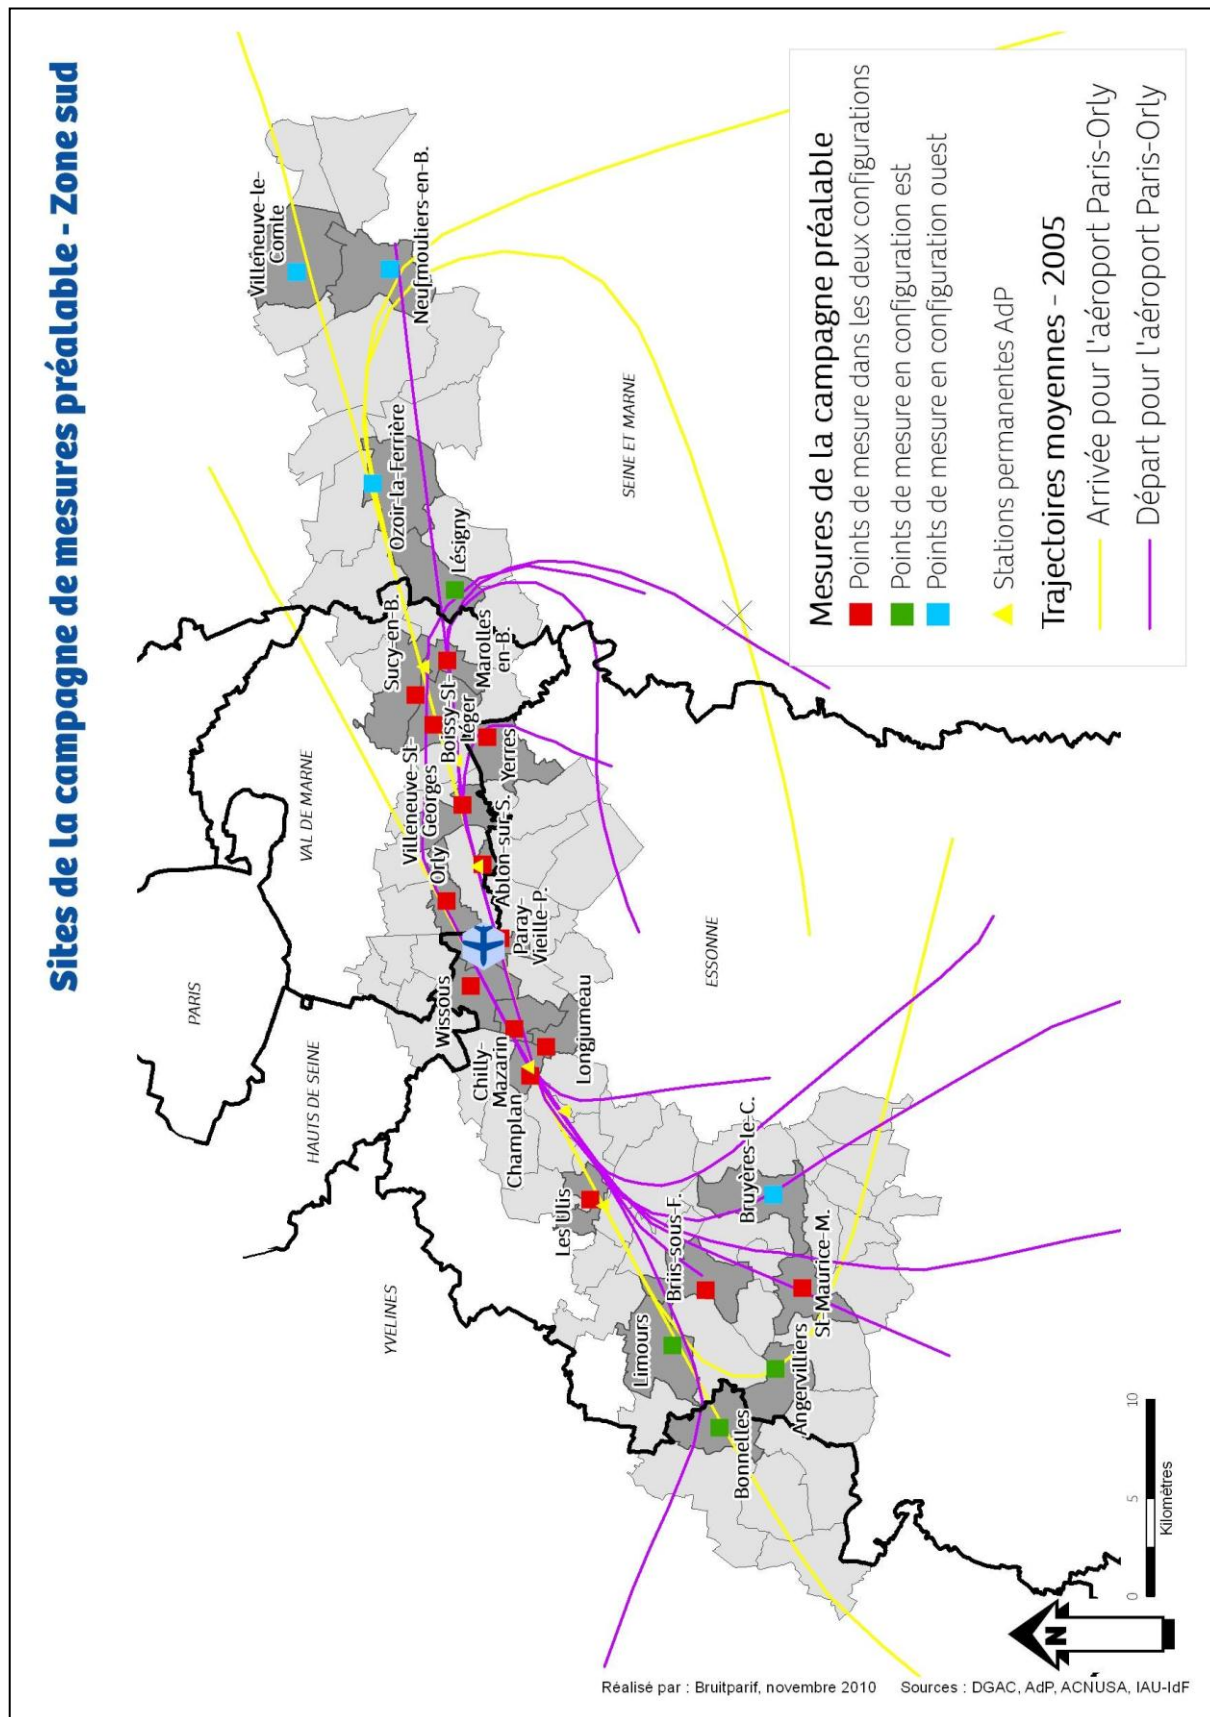 Sites de la campagne de mesures préalable - Zone sud
Villeneuve-le-
Comte
Neufmoutiers-en-B.
Ozoir-la-Ferrière
Lésigny
SEINE ET MARNE
Sucy-en-B.
Marolles
en-B.
Boissy-St-
Léger
Yerres
Villeneuve-St-
Georges
VAL DE MARNE
Orly
Ablon-sur-S.
Paray-
Vieille-P.
ESSONNE
PARIS
Wissous
HAUTS DE SEINE
Chilly-
Mazarin
Longjumeau
Champlan
Les Ulis
Bruyères-le-C.
Briis-sous-F.
St-Maurice-M.
YVELINES
Limours
Angervilliers
Bonnelles
Mesures de la campagne préalable
Points de mesure dans les deux configurations
Points de mesure en configuration est
Points de mesure en configuration ouest
Stations permanentes AdP
Trajectoires moyennes - 2005
Arrivée pour l'aéroport Paris-Orly
Départ pour l'aéroport Paris-Orly
0 5 10
Kilomètres
N
Réalisé par : Bruitparif, novembre 2010 Sources : DGAC, AdP, ACNUSA, IAU-IdF